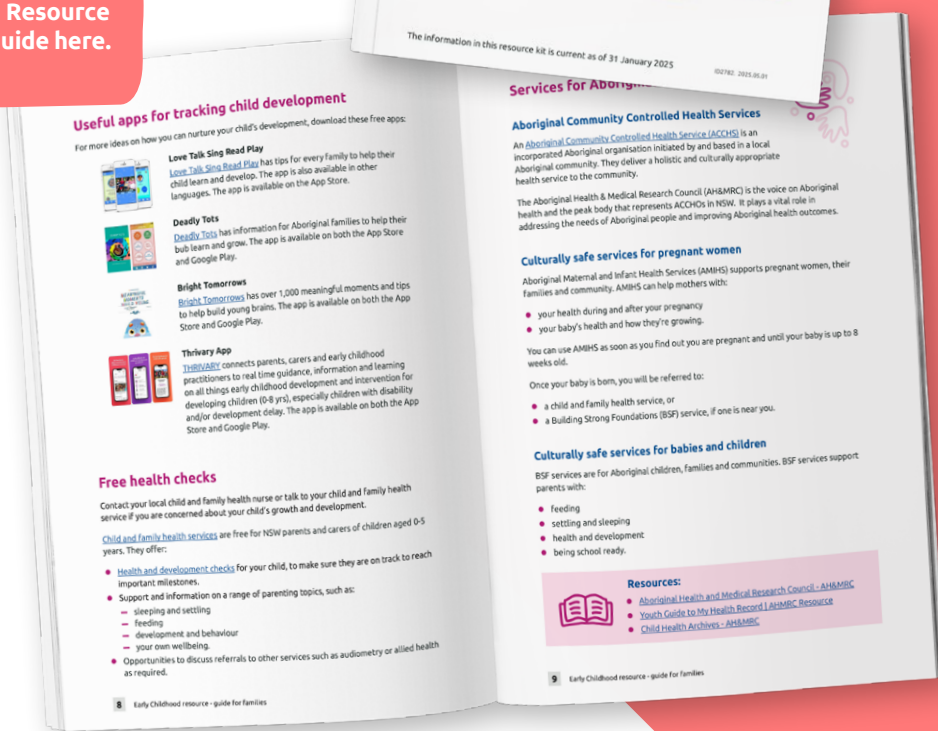 Resource
uide here.
The information in this resource kit is current as of 31 January 2025
ID2782. 2025.05.01
Useful apps for tracking child development
For more ideas on how you can nurture your child's development, download these free apps:
Love Talk Sing Read Play
Love Talk Sing Read Play has tips for every family to help their
child learn and develop. The app is also available in other
languages. The app is available on the App Store.
Deadly Tots
Deadly Tots has information for Aboriginal families to help their
bub learn and grow. The app is available on both the App Store
and Google Play.
Bright Tomorrows
Bright Tomorrows has over 1,000 meaningful moments and tips
to help build young brains. The app is available on both the App
Store and Google Play.
Thrivary App
THRIVARY connects parents, carers and early childhood
practitioners to real time guidance, information and learning
on all things early childhood development and intervention for
developing children (0-8 yrs), especially children with disability
and/or development delay. The app is available on both the App
Store and Google Play.
Free health checks
Contact your local child and family health nurse or talk to your child and family health
service if you are concerned about your child's growth and development.
Child and family health services are free for NSW parents and carers of children aged 0-5
years. They offer:
• Health and development checks for your child, to make sure they are on track to reach
important milestones.
• Support and information on a range of parenting topics, such as:
– sleeping and settling
– feeding
– development and behaviour
– your own wellbeing.
• Opportunities to discuss referrals to other services such as audiometry or allied health
as required.
8 Early Childhood resource - guide for families
Services for
Aboriginal Community Controlled Health Services
An Aboriginal Community Controlled Health Service (ACCHS) is an
incorporated Aboriginal organisation initiated by and based in a local
Aboriginal community. They deliver a holistic and culturally appropriate
health service to the community.
The Aboriginal Health & Medical Research Council (AH&MRC) is the voice on Aboriginal
health and the peak body that represents ACCHOs in NSW. It plays a vital role in
addressing the needs of Aboriginal people and improving Aboriginal health outcomes.
Culturally safe services for pregnant women
Aboriginal Maternal and Infant Health Services (AMIHS) supports pregnant women, their
families and community. AMIHS can help mothers with:
• your health during and after your pregnancy
• your baby's health and how they're growing.
You can use AMIHS as soon as you find out you are pregnant and until your baby is up to 8
weeks old.
Once your baby is born, you will be referred to:
• a child and family health service, or
• a Building Strong Foundations (BSF) service, if one is near you.
Culturally safe services for babies and children
BSF services are for Aboriginal children, families and communities. BSF services support
parents with:
• feeding
• settling and sleeping
• health and development
• being school ready.
Resources:
• Aboriginal Health and Medical Research Council - AH&MRC
• Youth Guide to My Health Record | AHMRC Resource
• Child Health Archives - AH&MRC
9 Early Childhood resource - guide for families